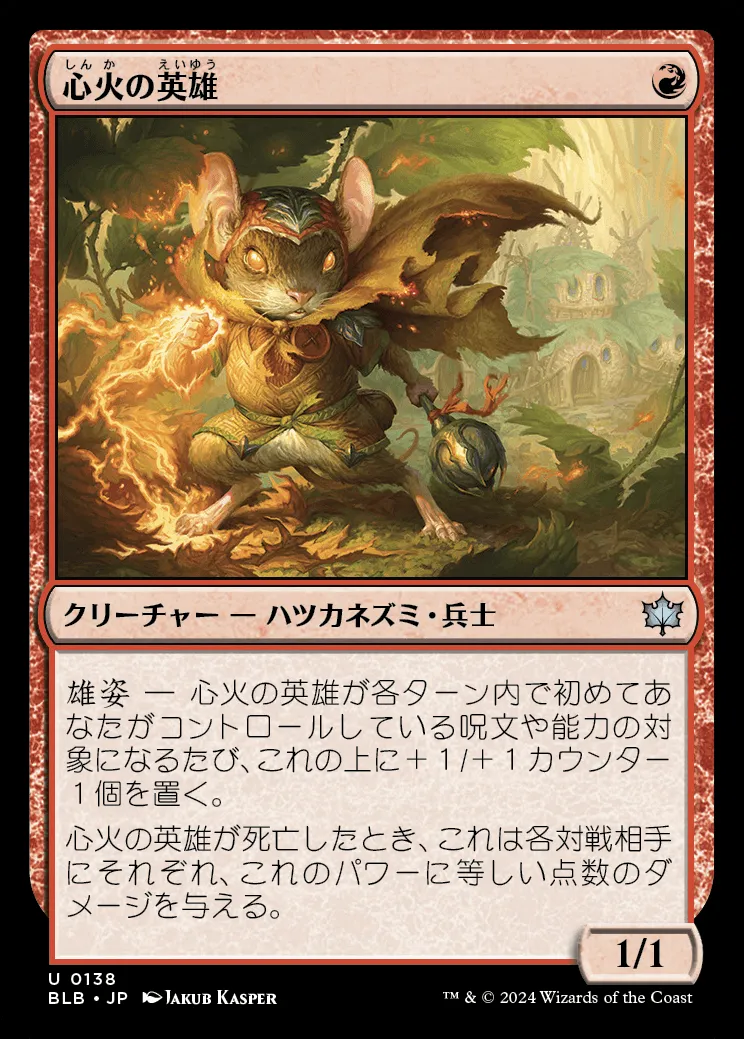 しんか えいゆう
心火の英雄
クリーチャー — ハツカネズミ・兵士
雄姿 — 心火の英雄が各ターン内で初めてあ
なたがコントロールしている呪文や能力の対
象になるたび、これの上に＋１/＋１カウンター
１個を置く。
心火の英雄が死亡したとき、これは各対戦相手
にそれぞれ、これのパワーに等しい点数のダ
メージを与える。
1/1
U 0138
BLB • JP Jakub Kasper
™ & © 2024 Wizards of the Coast